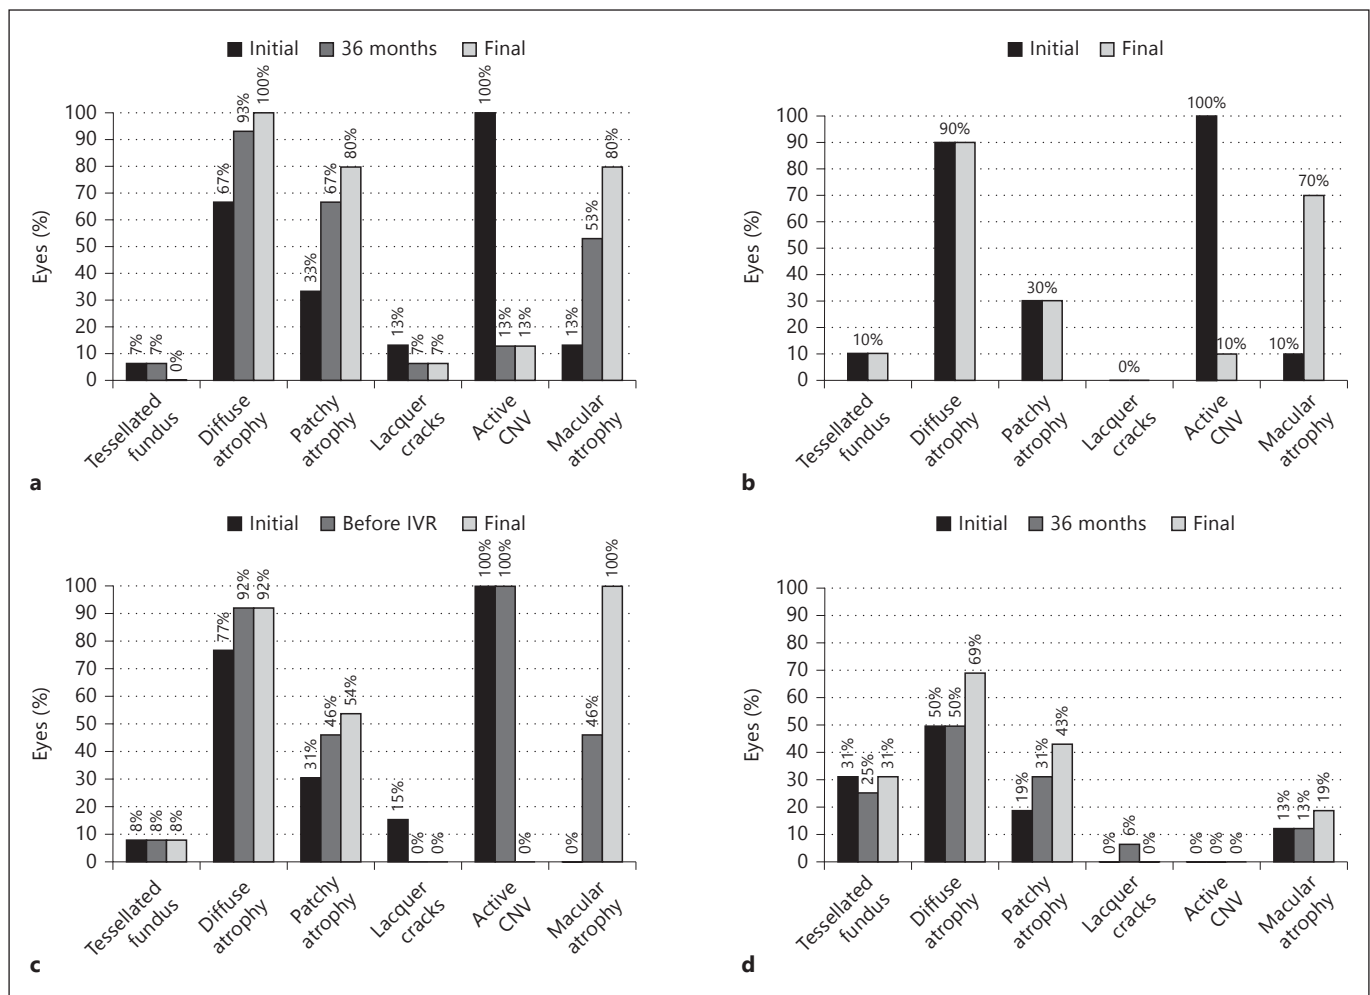 Initial 36 months Final
Eyes (%)
100
90
80
70
60
50
40
30
20
10
0
7% 7% 0%
67% 93% 100%
33% 67% 80%
13% 7% 7%
100% 13% 13%
13% 53% 80%
Tessellated
fundus
Diffuse
atrophy
Patchy
atrophy
Lacquer
cracks
Active
CNV
Macular
atrophy
a
Initial Final
Eyes (%)
100
90
80
70
60
50
40
30
20
10
0
10%
90%
30%
0%
100% 10%
10% 70%
Tessellated
fundus
Diffuse
atrophy
Patchy
atrophy
Lacquer
cracks
Active
CNV
Macular
atrophy
b
Initial Before IVR Final
Eyes (%)
100
90
80
70
60
50
40
30
20
10
0
8% 8% 8%
77% 92% 92%
31% 46% 54%
15% 0% 0%
100% 100% 0%
0% 46% 100%
Tessellated
fundus
Diffuse
atrophy
Patchy
atrophy
Lacquer
cracks
Active
CNV
Macular
atrophy
c
Initial 36 months Final
Eyes (%)
100
90
80
70
60
50
40
30
20
10
0
31% 25% 31%
50% 50% 69%
19% 31% 43%
0% 6% 0%
0% 0% 0%
13% 13% 19%
Tessellated
fundus
Diffuse
atrophy
Patchy
atrophy
Lacquer
cracks
Active
CNV
Macular
atrophy
d